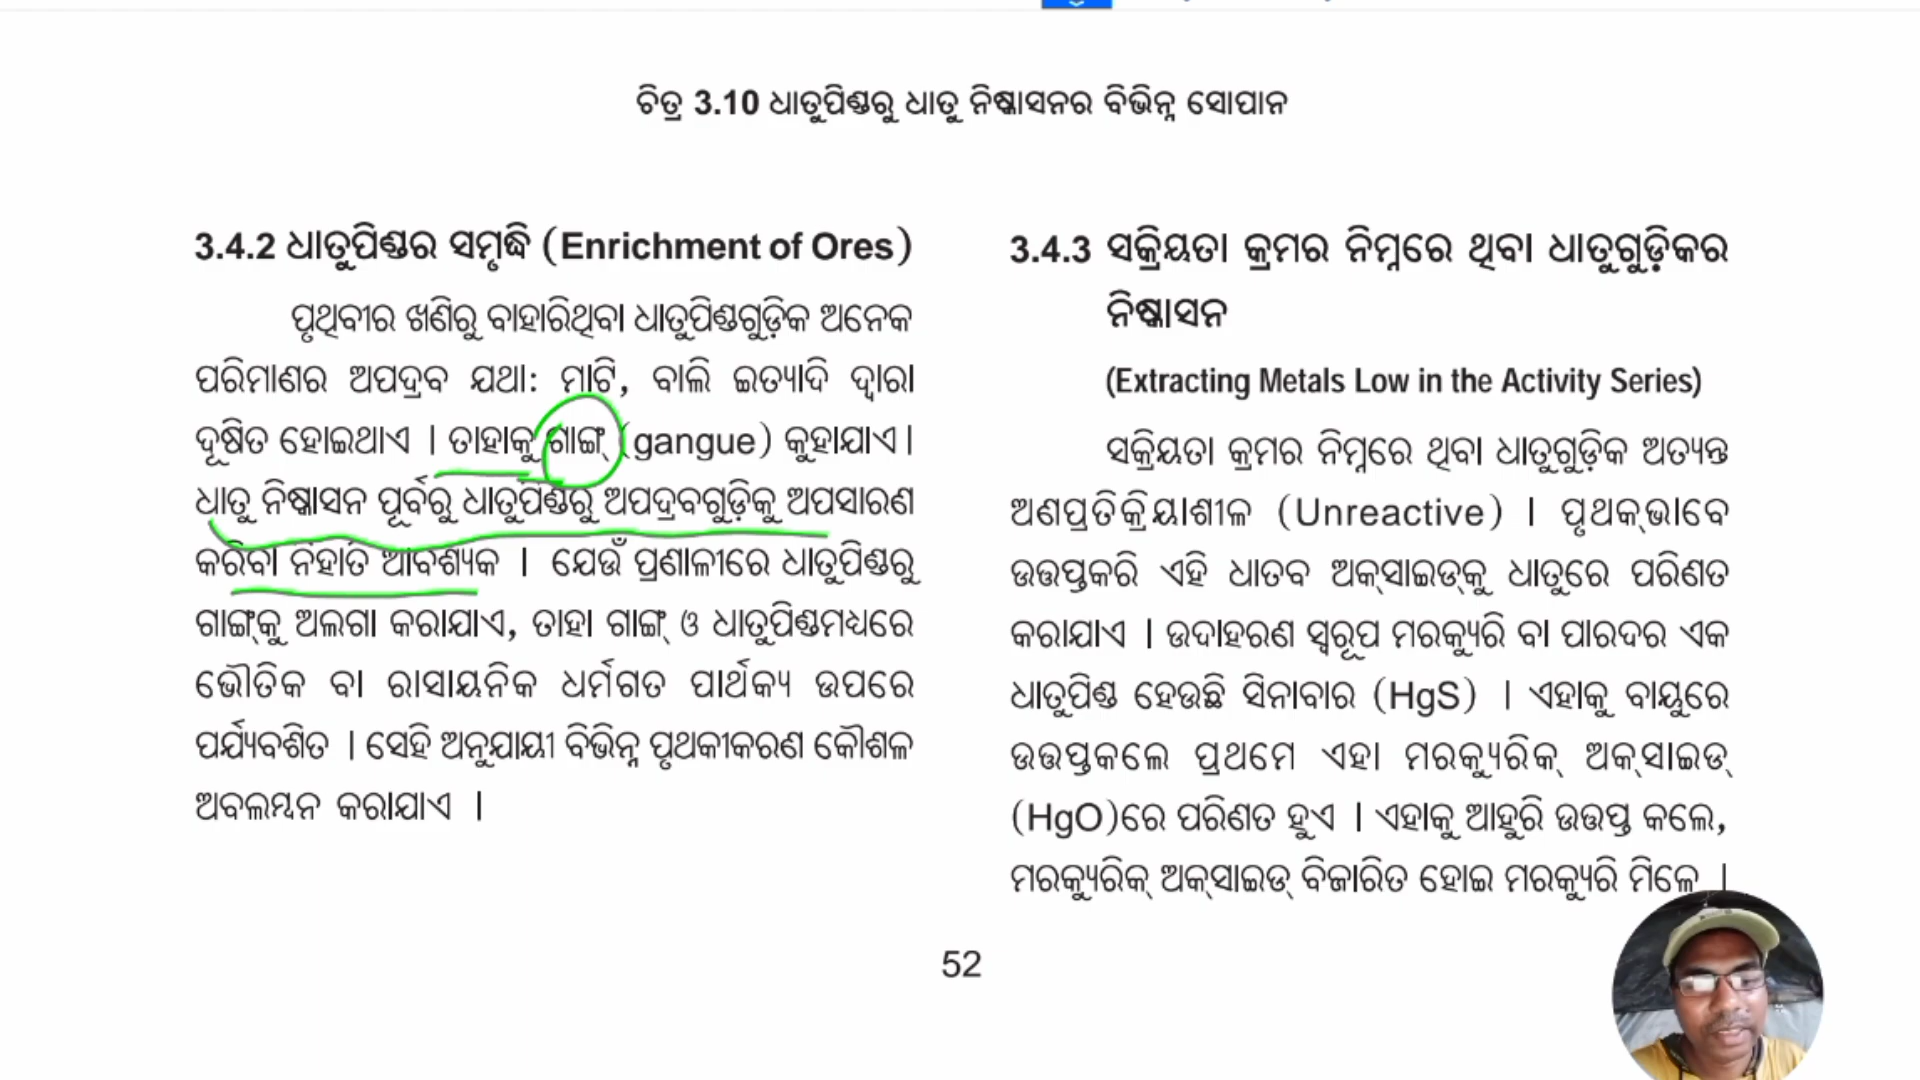 ଚିତ୍ର 3.10 ଧାତୁପିଣ୍ଡରୁ ଧାତୁ ନିଷ୍କାସନର ବିଭିନ୍ନ ସୋପାନ
3.4.2 ଧାତୁପିଣ୍ଡର ସମୃଦ୍ଧି (Enrichment of Ores)
ପୃଥିବୀର ଖଣିରୁ ବାହାରିଥିବା ଧାତୁପିଣ୍ଡଗୁଡ଼ିକ ଅନେକ
ପରିମାଣର ଅପଦ୍ରବ ଯଥା: ମାଟି, ବାଲି ଇତ୍ୟାଦି ଦ୍ୱାରା
ଦୂଷିତ ହୋଇଥାଏ । ତାହାକୁ ଗାଙ୍ଗ୍ (gangue) କୁହାଯାଏ।
ଧାତୁ ନିଷ୍କାସନ ପୂର୍ବରୁ ଧାତୁପିଣ୍ଡରୁ ଅପଦ୍ରବଗୁଡ଼ିକୁ ଅପସାରଣ
କରିବା ନିହାତି ଆବଶ୍ୟକ । ଯେଉଁ ପ୍ରଣାଳୀରେ ଧାତୁପିଣ୍ଡରୁ
ଗାଙ୍ଗ୍‌କୁ ଅଲଗା କରାଯାଏ, ତାହା ଗାଙ୍ଗ୍ ଓ ଧାତୁପିଣ୍ଡମଧ୍ୟରେ
ଭୌତିକ ବା ରାସାୟନିକ ଧର୍ମଗତ ପାର୍ଥକ୍ୟ ଉପରେ
ପର୍ଯ୍ୟବଶିତ । ସେହି ଅନୁଯାୟୀ ବିଭିନ୍ନ ପୃଥକୀକରଣ କୌଶଳ
ଅବଲମ୍ବନ କରାଯାଏ ।
3.4.3 ସକ୍ରିୟତା କ୍ରମର ନିମ୍ନରେ ଥିବା ଧାତୁଗୁଡ଼ିକର
ନିଷ୍କାସନ
(Extracting Metals Low in the Activity Series)
ସକ୍ରିୟତା କ୍ରମର ନିମ୍ନରେ ଥିବା ଧାତୁଗୁଡ଼ିକ ଅତ୍ୟନ୍ତ
ଅଣପ୍ରତିକ୍ରିୟାଶୀଳ (Unreactive) । ପୃଥକ୍‌ଭାବେ
ଉତ୍ତପ୍ତକରି ଏହି ଧାତବ ଅକ୍‌ସାଇଡ୍‌କୁ ଧାତୁରେ ପରିଣତ
କରାଯାଏ । ଉଦାହରଣ ସ୍ୱରୂପ ମରକ୍ୟୁରି ବା ପାରଦର ଏକ
ଧାତୁପିଣ୍ଡ ହେଉଛି ସିନାବାର (HgS) । ଏହାକୁ ବାୟୁରେ
ଉତ୍ତପ୍ତକଲେ ପ୍ରଥମେ ଏହା ମରକ୍ୟୁରିକ୍ ଅକ୍‌ସାଇଡ୍
(HgO)ରେ ପରିଣତ ହୁଏ । ଏହାକୁ ଆହୁରି ଉତ୍ତପ୍ତ କଲେ,
ମରକ୍ୟୁରିକ୍ ଅକ୍‌ସାଇଡ୍ ବିଜାରିତ ହୋଇ ମରକ୍ୟୁରି ମିଳେ ।
52